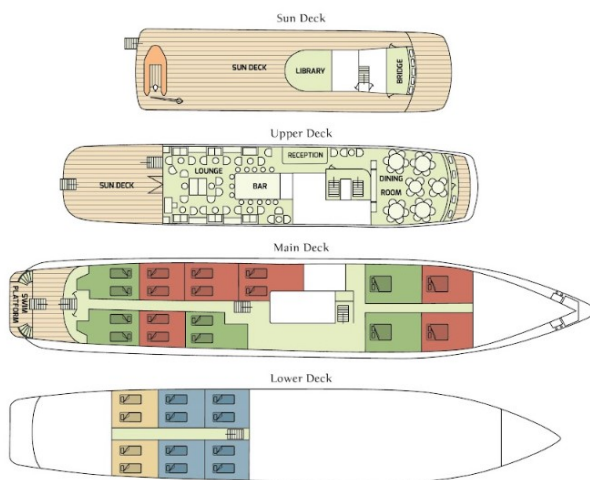 Sun Deck
SUN DECK
LIBRARY
BRIDGE
Upper Deck
SUN DECK
LOUNGE
BAR
RECEPTION
DINING
ROOM
Main Deck
SWIM
PLATFORM
Lower Deck